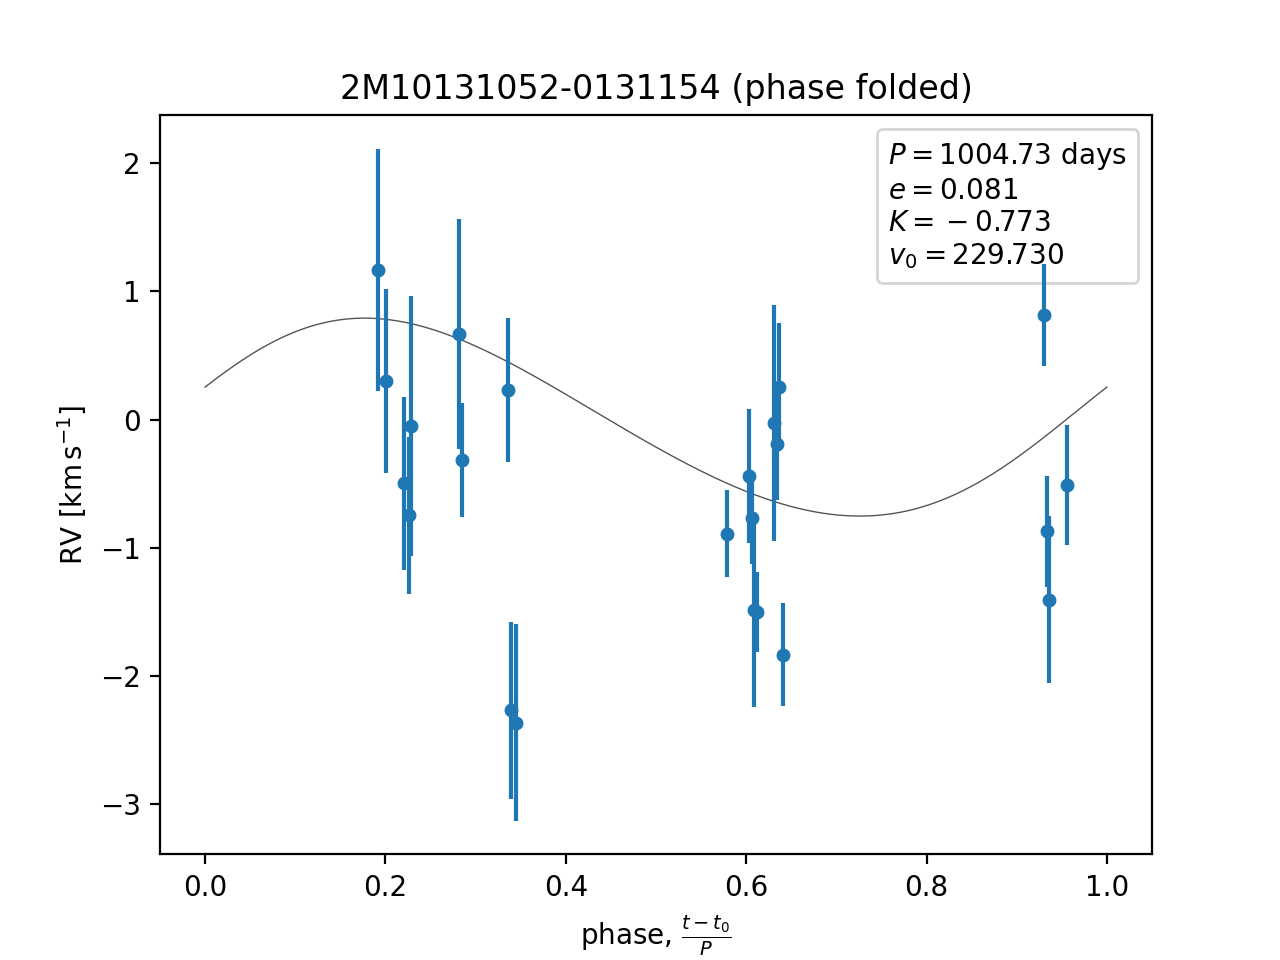 2M10131052-0131154 (phase folded)
P = 1004.73 days
e = 0.081
K = −0.773
v₀ = 229.730
2
1
0
−1
−2
−3
RV [km s⁻¹]
0.0 0.2 0.4 0.6 0.8 1.0
phase, (t − t₀)/P